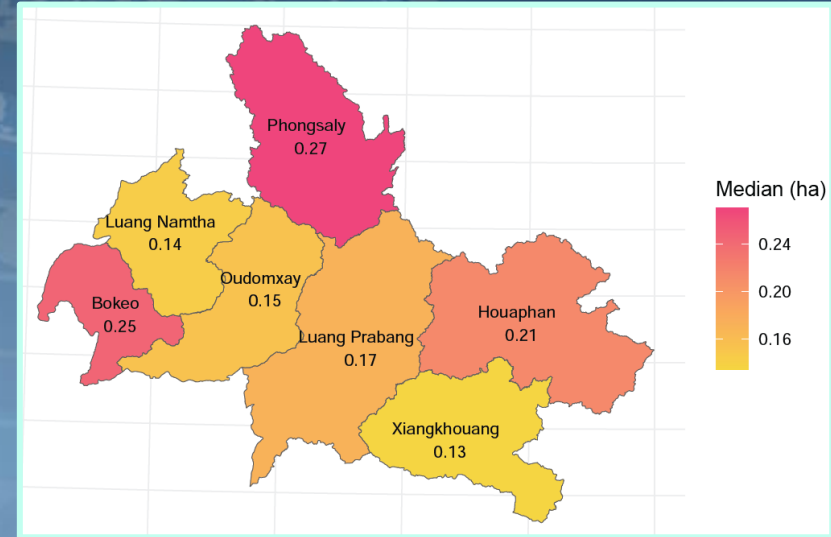 Phongsaly
0.27
Luang Namtha
0.14
Oudomxay
0.15
Bokeo
0.25
Luang Prabang
0.17
Houaphan
0.21
Xiangkhouang
0.13
Median (ha)
0.24
0.20
0.16